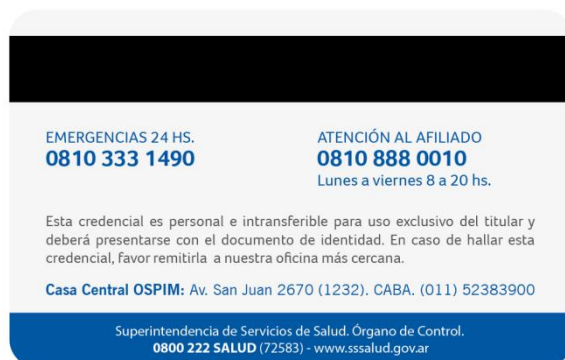 EMERGENCIAS 24 HS.
0810 333 1490
ATENCIÓN AL AFILIADO
0810 888 0010
Lunes a viernes 8 a 20 hs.
Esta credencial es personal e intransferible para uso exclusivo del titular y
deberá presentarse con el documento de identidad. En caso de hallar esta
credencial, favor remitirla a nuestra oficina más cercana.
Casa Central OSPIM: Av. San Juan 2670 (1232). CABA. (011) 52383900
Superintendencia de Servicios de Salud. Órgano de Control.
0800 222 SALUD (72583) - www.sssalud.gov.ar